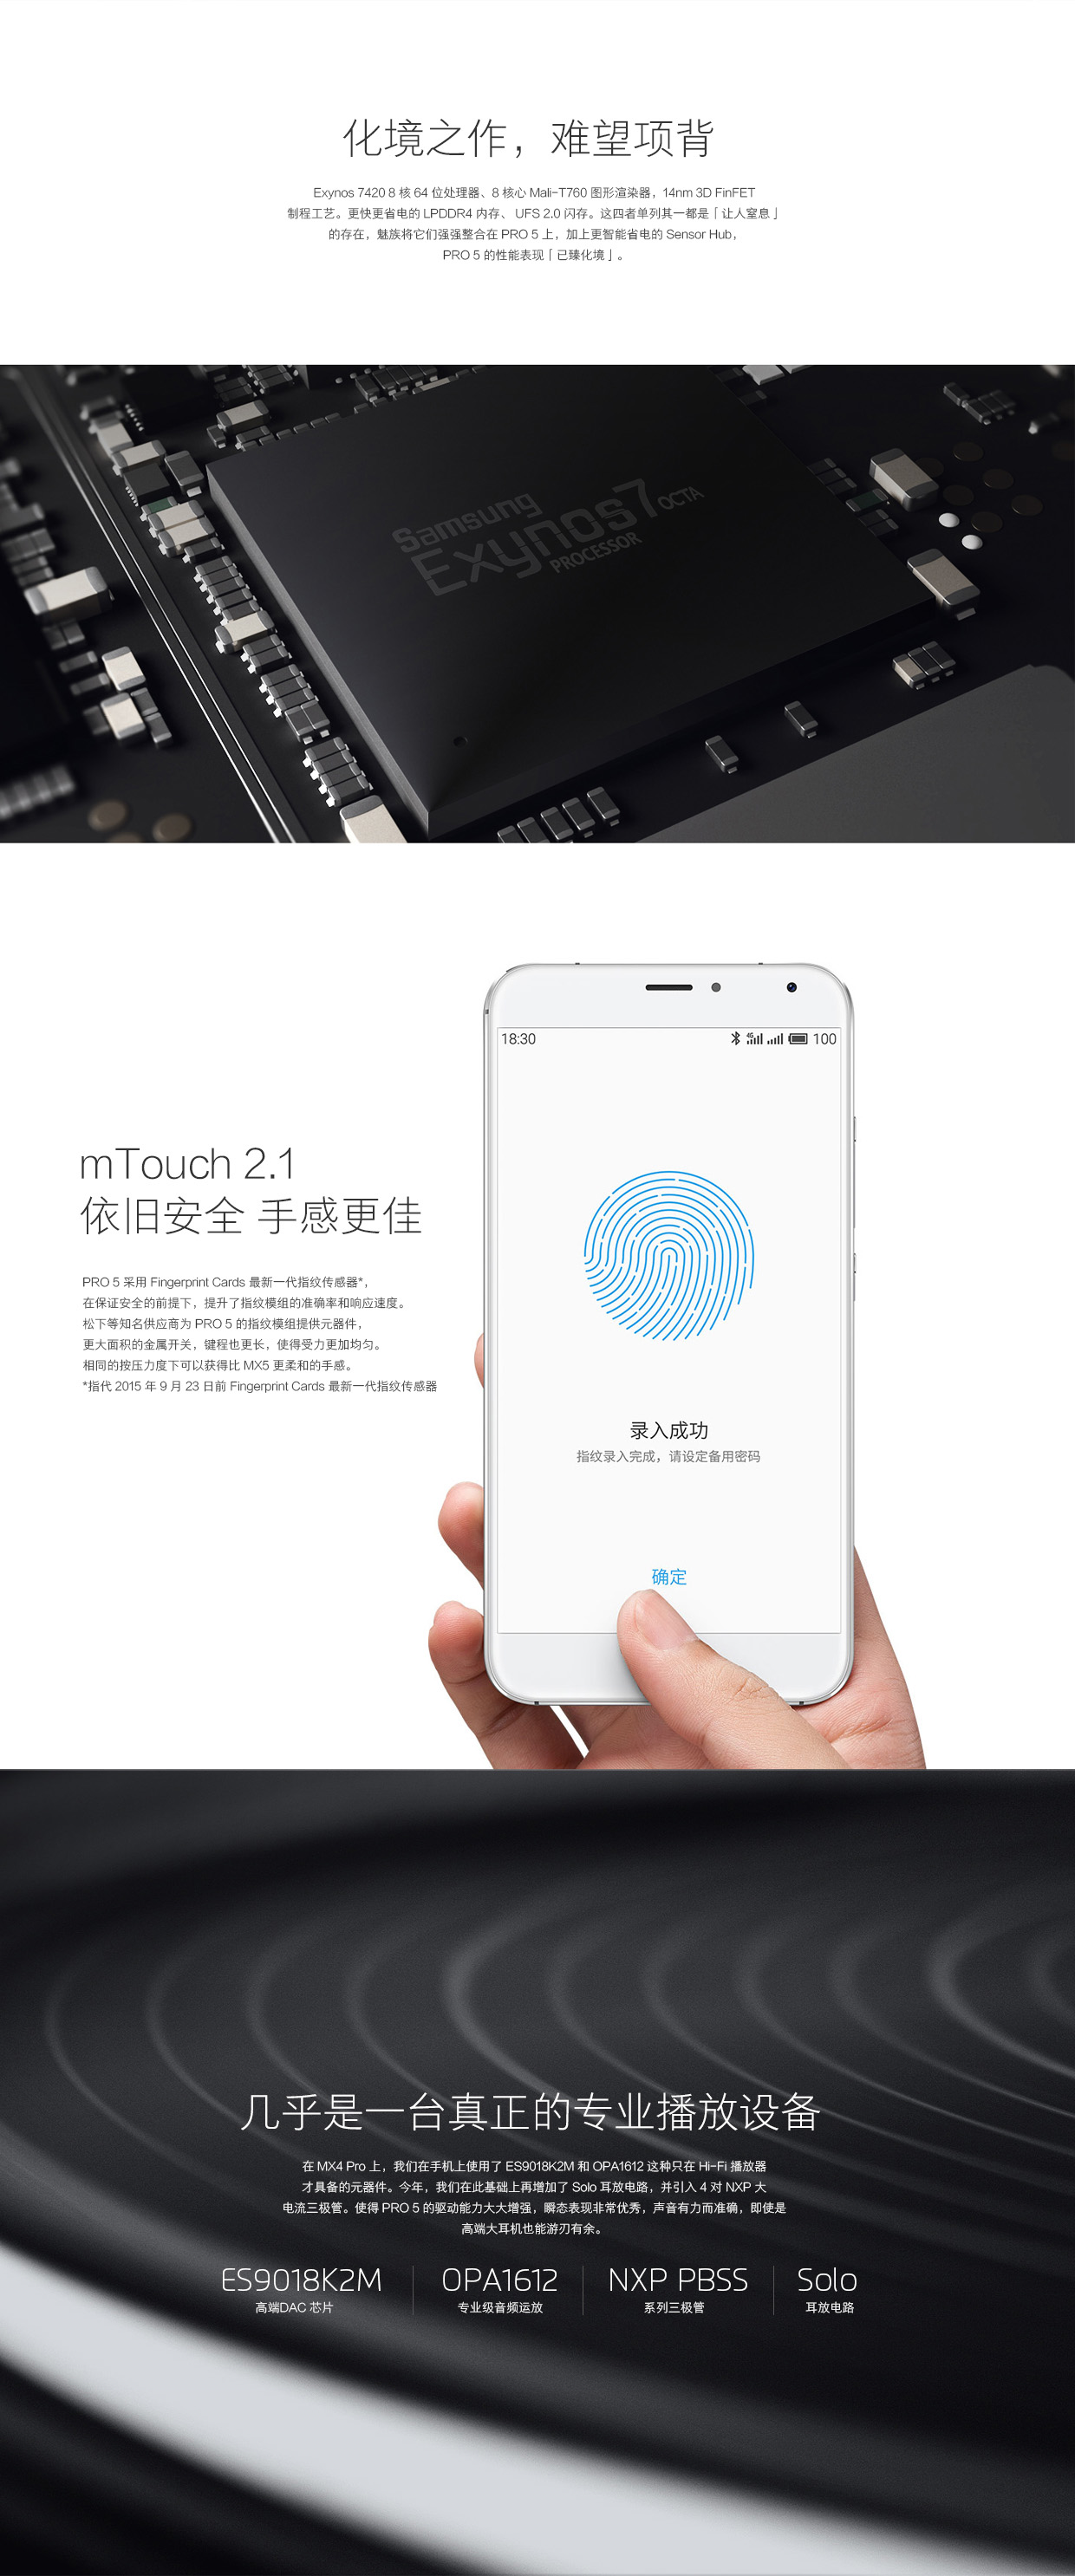 化境之作，难望项背
Exynos 7420 8 核 64 位处理器、8 核心 Mali-T760 图形渲染器，14nm 3D FinFET
制程工艺。更快更省电的 LPDDR4 内存、 UFS 2.0 闪存。这四者单列其一都是「让人窒息」
的存在，魅族将它们强强整合在 PRO 5 上，加上更智能省电的 Sensor Hub，
PRO 5 的性能表现「已臻化境」。
Samsung
Exynos 7 OCTA
PROCESSOR
18:30
4G
100
mTouch 2.1
依旧安全 手感更佳
PRO 5 采用 Fingerprint Cards 最新一代指纹传感器*，
在保证安全的前提下，提升了指纹模组的准确率和响应速度。
松下等知名供应商为 PRO 5 的指纹模组提供元器件，
更大面积的金属开关，键程也更长，使得受力更加均匀。
相同的按压力度下可以获得比 MX5 更柔和的手感。
*指代 2015 年 9 月 23 日前 Fingerprint Cards 最新一代指纹传感器
录入成功
指纹录入完成，请设定备用密码
确定
几乎是一台真正的专业播放设备
在 MX4 Pro 上，我们在手机上使用了 ES9018K2M 和 OPA1612 这种只在 Hi-Fi 播放器
才具备的元器件。今年，我们在此基础上再增加了 Solo 耳放电路，并引入 4 对 NXP 大
电流三极管。使得 PRO 5 的驱动能力大大增强，瞬态表现非常优秀，声音有力而准确，即使是
高端大耳机也能游刃有余。
ES9018K2M
高端DAC 芯片
OPA1612
专业级音频运放
NXP PBSS
系列三极管
Solo
耳放电路